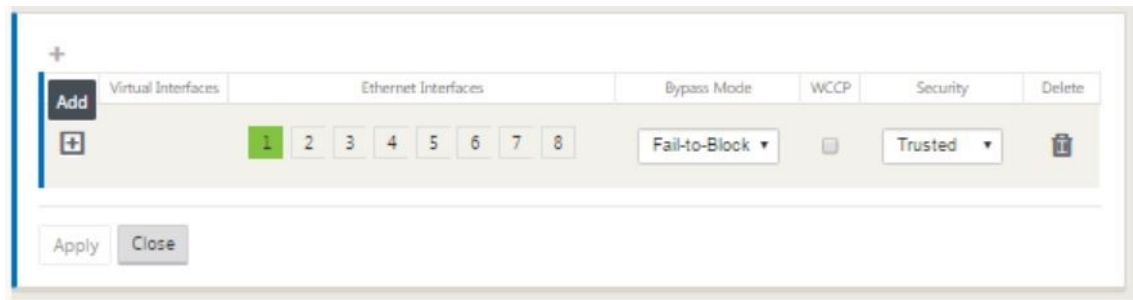 +
Add
Virtual Interfaces Ethernet Interfaces Bypass Mode WCCP Security Delete
1 2 3 4 5 6 7 8 Fail-to-Block Trusted
Apply Close